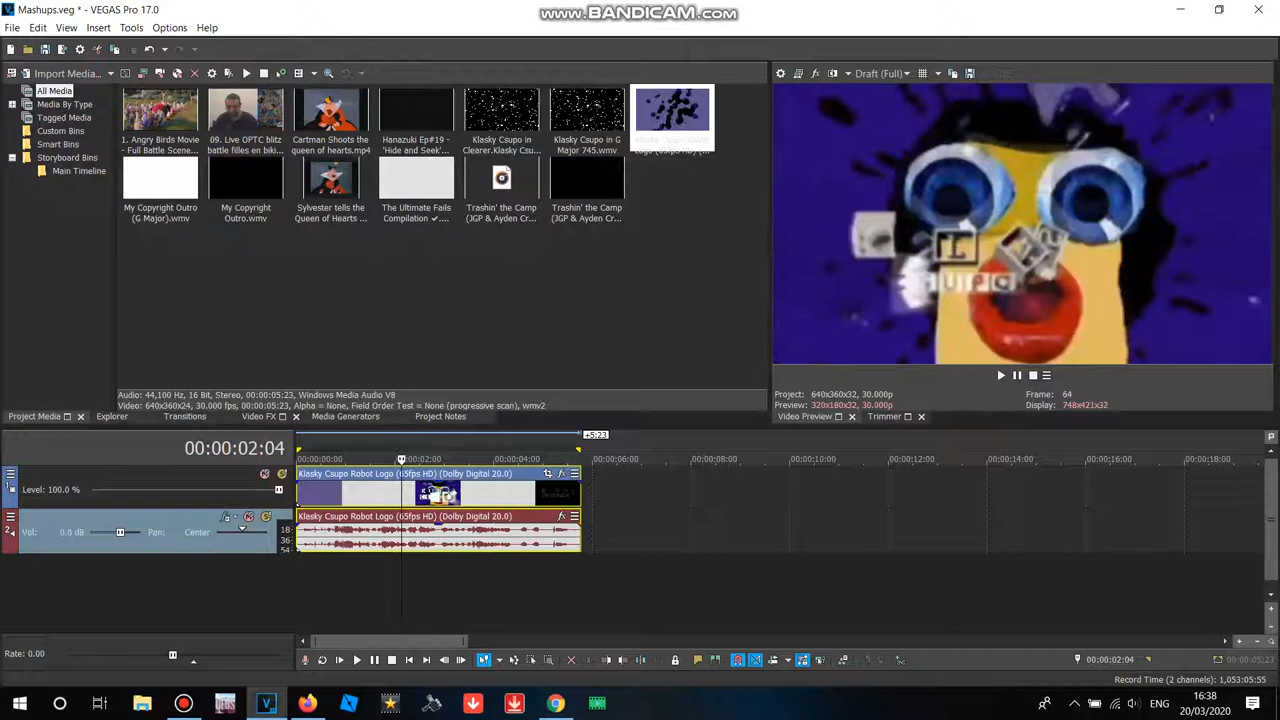 Mashups.veg * - VEGAS Pro 17.0
www.BANDICAM.com
File Edit View Insert Tools Options Help
Import Media...
Draft (Full)
All Media
Media By Type
Tagged Media
Custom Bins
Smart Bins
Storyboard Bins
Main Timeline
1. Angry Birds Movie - Full Battle Scene...
09. Live OPTC blitz battle filles en biki...
Cartman Shoots the queen of hearts.mp4
Hanazuki Ep#19 - 'Hide and Seek'...
Klasky Csupo in Clearer.Klasky Csu...
Klasky Csupo in G Major 745.wmv
My Copyright Outro (G Major).wmv
My Copyright Outro.wmv
Sylvester tells the Queen of Hearts ...
The Ultimate Fails Compilation ✓...
Trashin' the Camp (JGP & Ayden Cr...
Trashin' the Camp (JGP & Ayden Cr...
Audio: 44,100 Hz, 16 Bit, Stereo, 00:00:05:23, Windows Media Audio V8
Video: 640x360x24, 30.000 fps, 00:00:05:23, Alpha = None, Field Order Test = None (progressive scan), wmv2
Project: 640x360x32, 30.000p
Frame: 64
Preview: 320x180x32, 30.000p
Display: 748x421x32
Project Media Explorer Transitions Video FX Media Generators Project Notes
Video Preview Trimmer
+5:23
00:00:02:04
00:00:00 00:00:02:00 00:00:04:00 00:00:06:00 00:00:08:00 00:00:10:00 00:00:12:00 00:00:14:00 00:00:16:00 00:00:18:00
Level: 100.0 %
Klasky Csupo Robot Logo (65fps HD) (Dolby Digital 20.0)
Klasky Csupo Robot Logo (65fps HD) (Dolby Digital 20.0)
Vol: 0.0 dB Pan: Center
18
36
54
Rate: 0.00
00:00:02:04
00:00:05:23
Record Time (2 channels): 1,053:05:55
ENG
16:38
20/03/2020